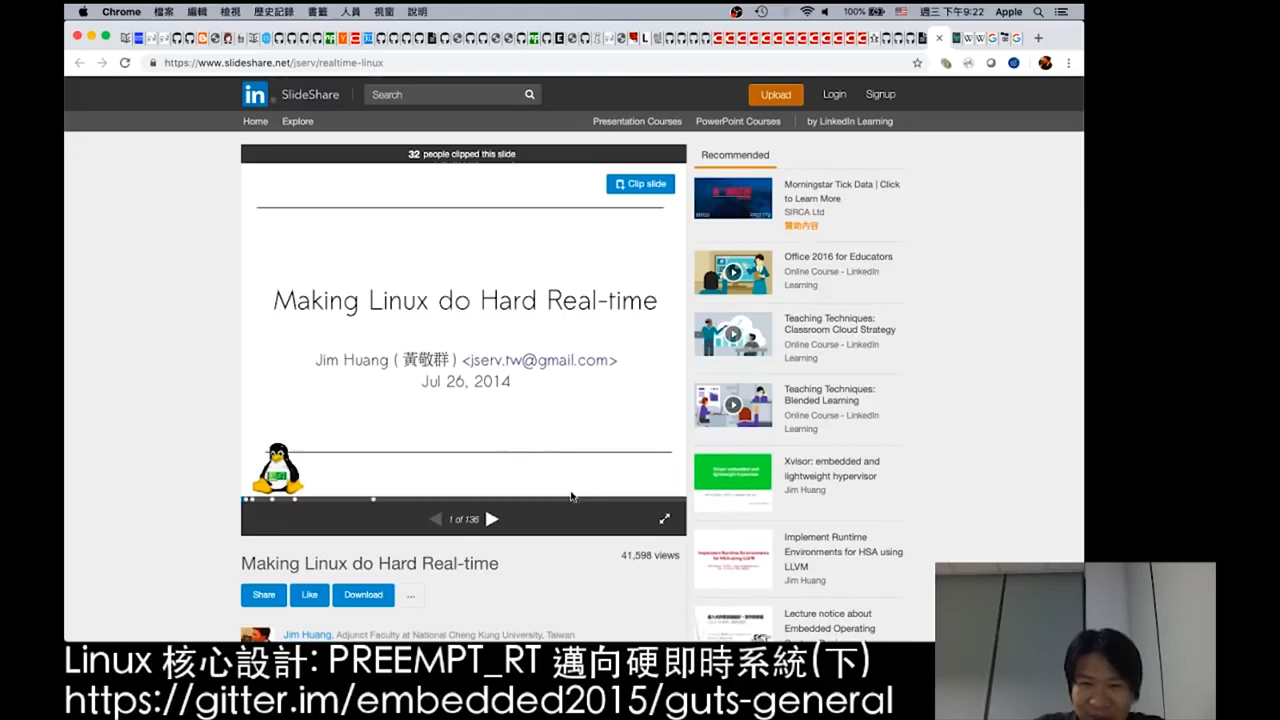 Chrome 檔案 編輯 檢視 歷史記錄 書籤 人員 視窗 說明 100% 週三 下午9:22 Apple
https://www.slideshare.net/jserv/realtime-linux
in SlideShare Search Upload Login Signup
Home Explore Presentation Courses PowerPoint Courses by LinkedIn Learning
32 people clipped this slide
Clip slide
Making Linux do Hard Real-time
Jim Huang ( 黃敬群 ) <jserv.tw@gmail.com>
Jul 26, 2014
1 of 136
Making Linux do Hard Real-time
41,598 views
Share Like Download ...
Jim Huang, Adjunct Faculty at National Cheng Kung University, Taiwan
Recommended
Morningstar Tick Data | Click
to Learn More
SIRCA Ltd
贊助內容
Office 2016 for Educators
Online Course - LinkedIn
Learning
Teaching Techniques:
Classroom Cloud Strategy
Online Course - LinkedIn
Learning
Teaching Techniques:
Blended Learning
Online Course - LinkedIn
Learning
Xvisor: embedded and
lightweight hypervisor
Jim Huang
Implement Runtime
Environments for HSA using
LLVM
Jim Huang
Lecture notice about
Embedded Operating
Linux 核心設計: PREEMPT_RT 邁向硬即時系統(下)
https://gitter.im/embedded2015/guts-general